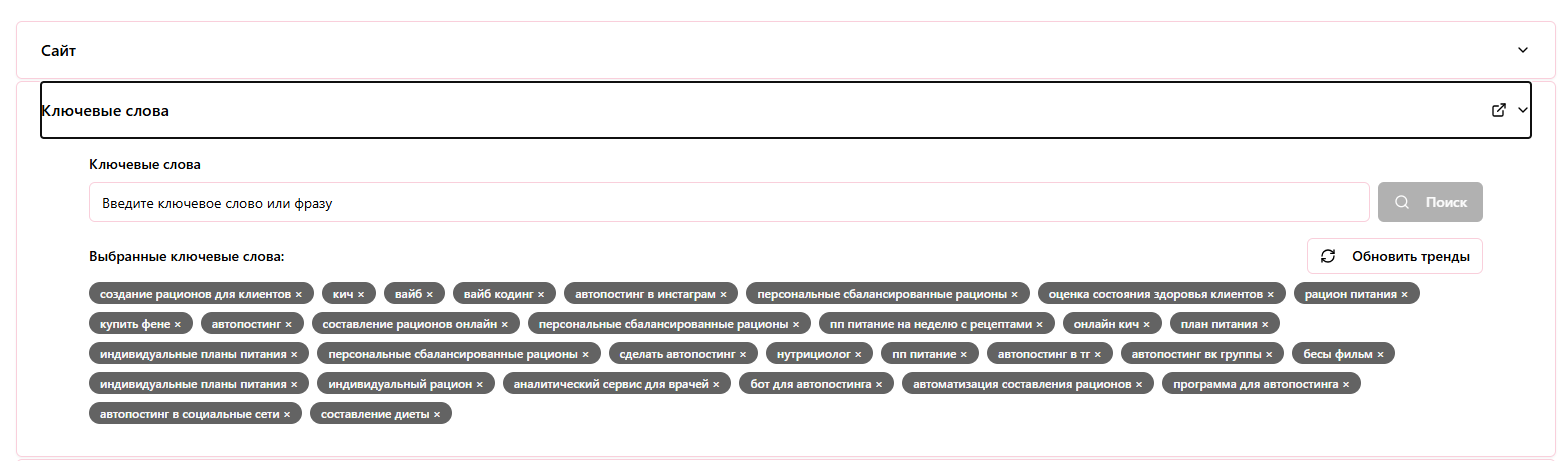 Сайт
Ключевые слова
Ключевые слова
Введите ключевое слово или фразу
Поиск
Выбранные ключевые слова:
Обновить тренды
создание рационов для клиентов × кич × вайб × вайб кодинг × автопостинг в инстаграм × персональные сбалансированные рационы × оценка состояния здоровья клиентов × рацион питания ×
купить фене × автопостинг × составление рационов онлайн × персональные сбалансированные рационы × пп питание на неделю с рецептами × онлайн кич × план питания ×
индивидуальные планы питания × персональные сбалансированные рационы × сделать автопостинг × нутрициолог × пп питание × автопостинг в тг × автопостинг вк группы × бесы фильм ×
индивидуальные планы питания × индивидуальный рацион × аналитический сервис для врачей × бот для автопостинга × автоматизация составления рационов × программа для автопостинга ×
автопостинг в социальные сети × составление диеты ×